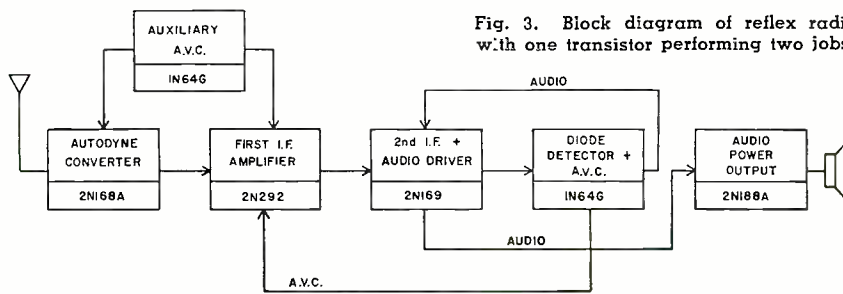 Fig. 3. Block diagram of reflex radi
with one transistor performing two jobs
AUXILIARY
A.V.C.
1N64G
AUDIO
AUTODYNE
CONVERTER
2N168A
FIRST I.F.
AMPLIFIER
2N292
2nd I.F. +
AUDIO DRIVER
2N169
DIODE
DETECTOR +
A.V.C.
1N64G
AUDIO
POWER
OUTPUT
2N188A
AUDIO
A.V.C.